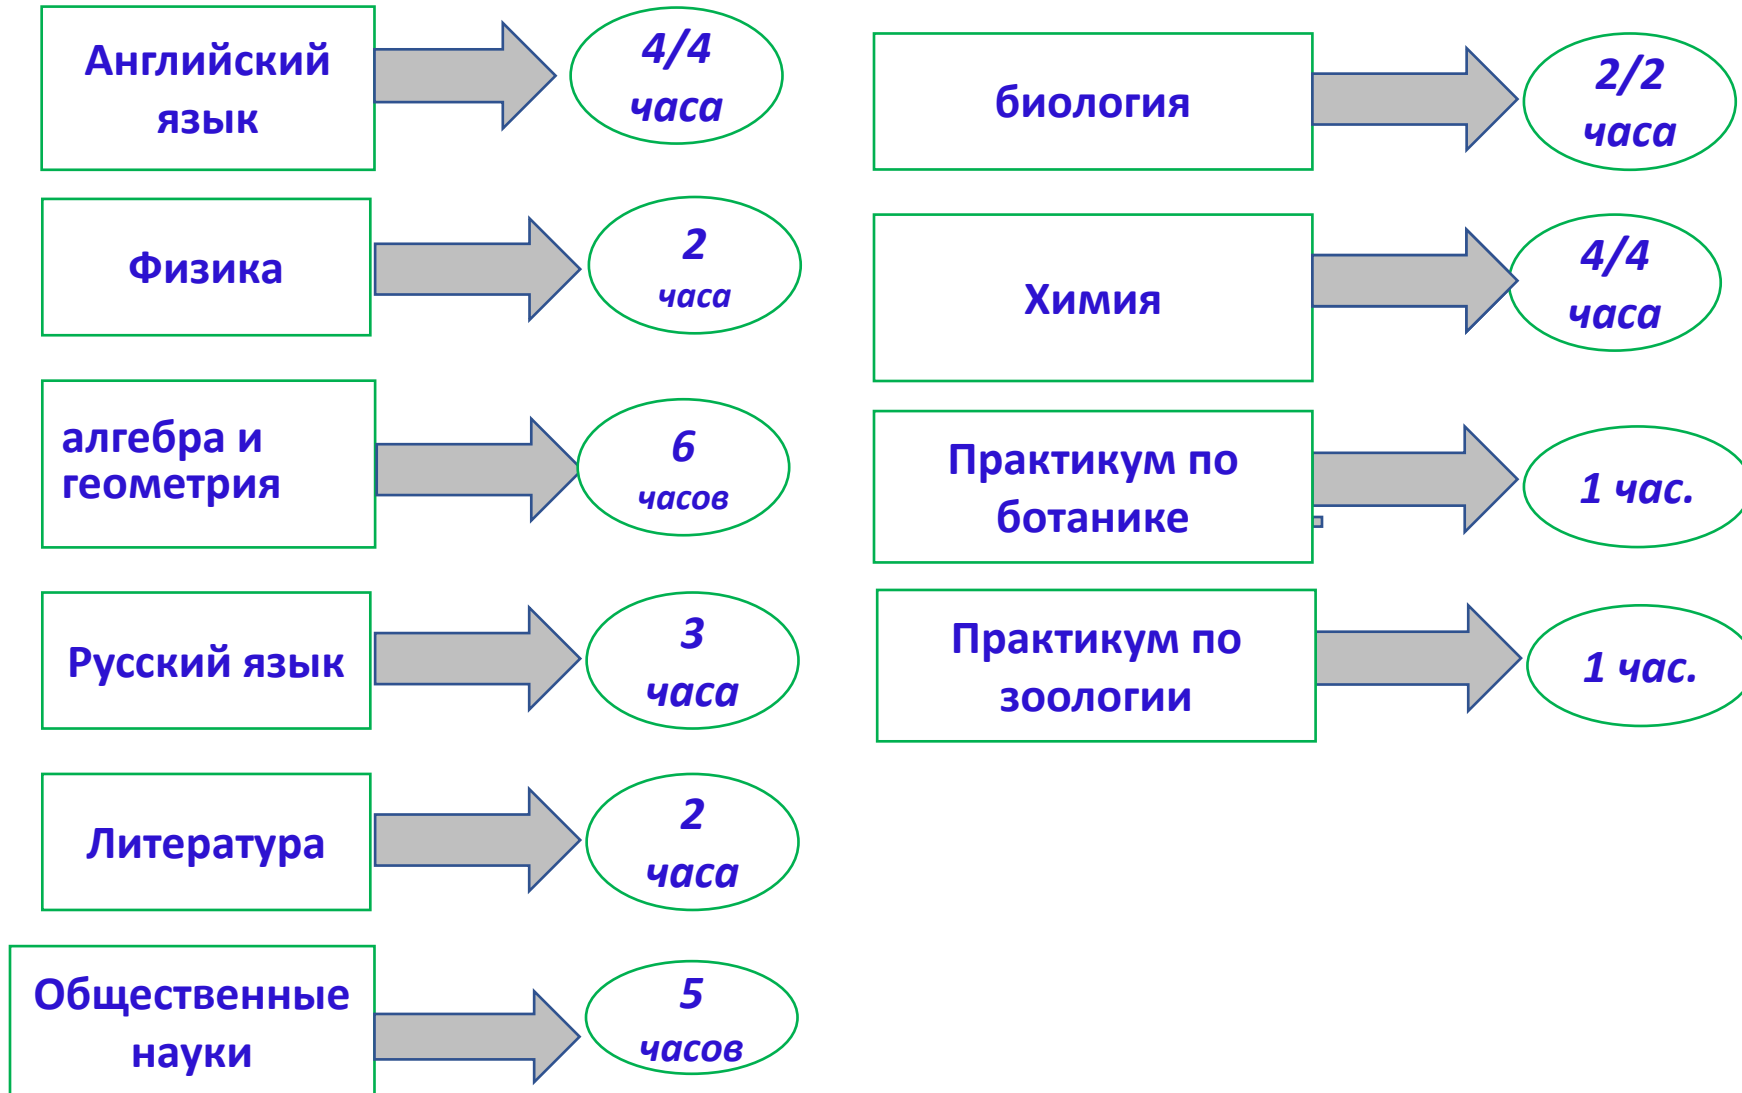 Английский
язык
4/4
часа
Физика
2
часа
алгебра и
геометрия
6
часов
Русский язык
3
часа
Литература
2
часа
Общественные
науки
5
часов
биология
2/2
часа
Химия
4/4
часа
Практикум по
ботанике
1 час.
Практикум по
зоологии
1 час.